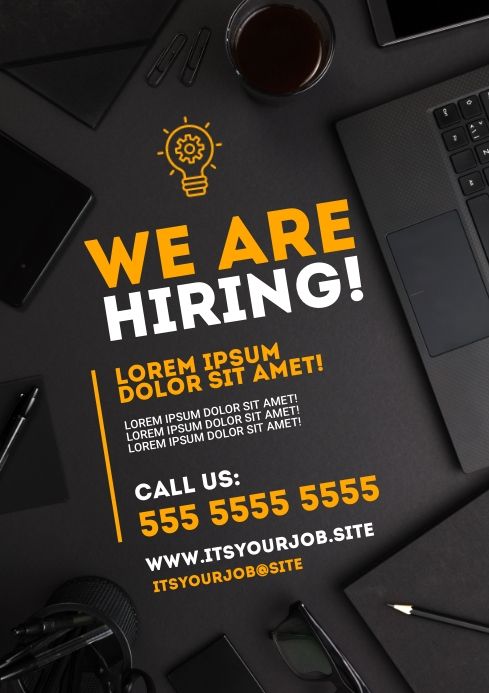 WE ARE
HIRING!
LOREM IPSUM
DOLOR SIT AMET!
LOREM IPSUM DOLOR SIT AMET!
LOREM IPSUM DOLOR SIT AMET!
LOREM IPSUM DOLOR SIT AMET!
CALL US:
555 5555 5555
WWW.ITSYOURJOB.SITE
ITSYOURJOB@SITE